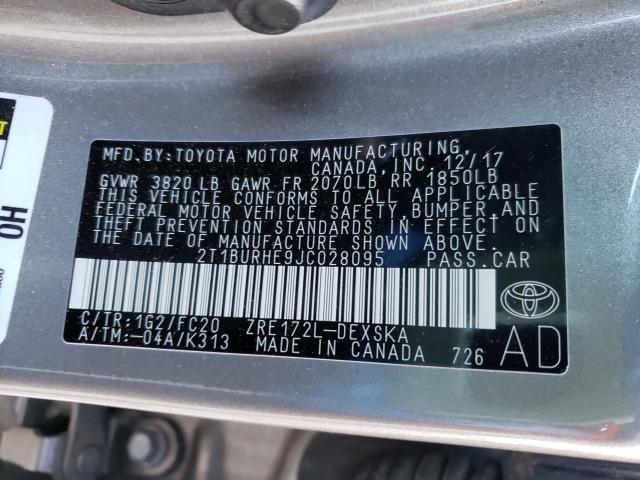 MFD.BY:TOYOTA MOTOR MANUFACTURING,
CANADA,INC. 12/17
GVWR 3820 LB GAWR FR 2070LB RR 1850LB
THIS VEHICLE CONFORMS TO ALL APPLICABLE
FEDERAL MOTOR VEHICLE SAFETY, BUMPER,AND
THEFT PREVENTION STANDARDS IN EFFECT ON
THE DATE OF MANUFACTURE SHOWN ABOVE.
2T1BURHE9JC028095 PASS.CAR
C/TR:1G2/FC20 ZRE172L-DEXSKA
A/TM:-04A/K313 MADE IN CANADA 726
AD
OH